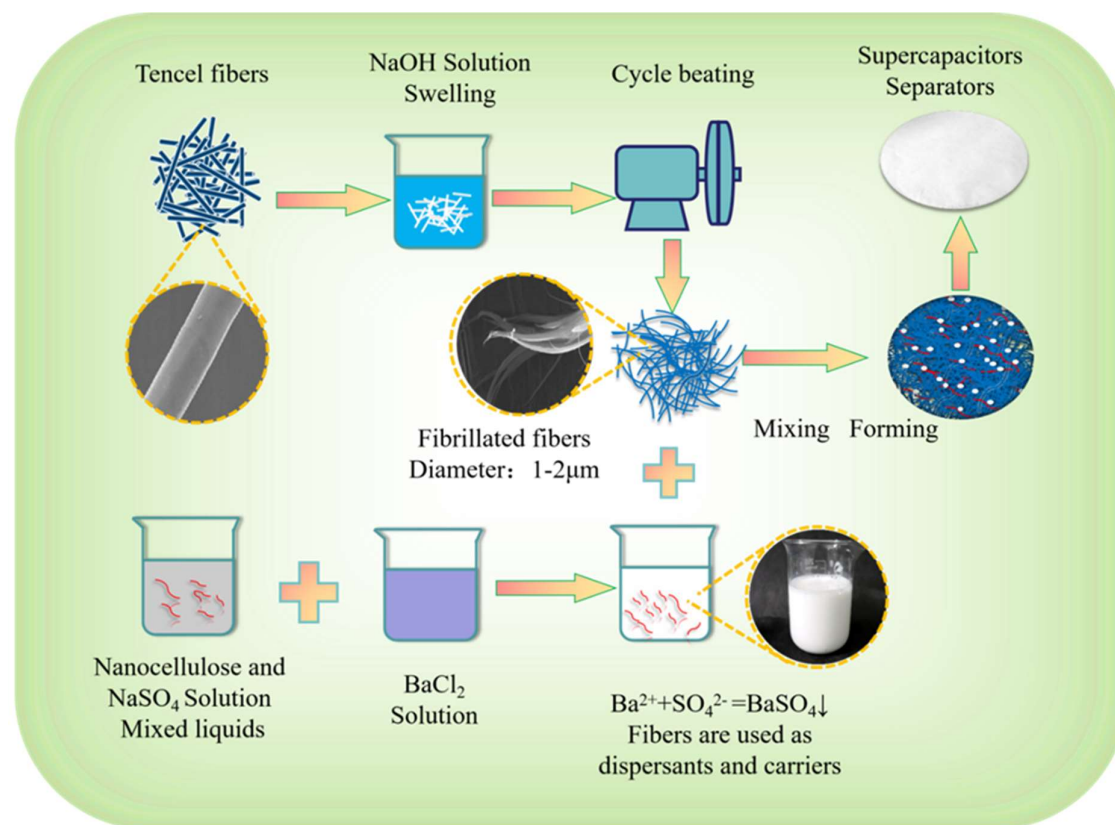 Tencel fibers
NaOH Solution
Swelling
Cycle beating
Supercapacitors
Separators
Fibrillated fibers
Diameter：1-2μm
Mixing Forming
Nanocellulose and
NaSO₄ Solution
Mixed liquids
BaCl₂
Solution
Ba²⁺+SO₄²⁻=BaSO₄↓
Fibers are used as
dispersants and carriers